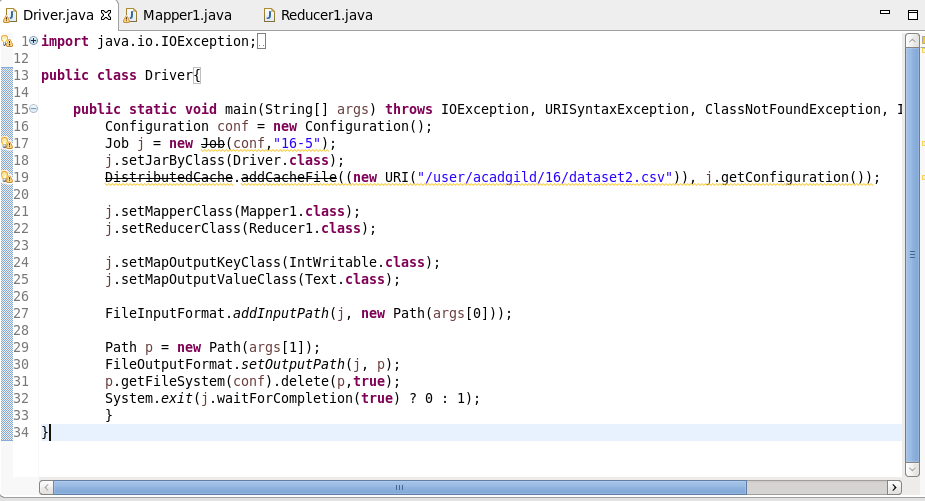 Driver.java Mapper1.java Reducer1.java
1 import java.io.IOException;
12
13 public class Driver{
14
15 public static void main(String[] args) throws IOException, URISyntaxException, ClassNotFoundException, I
16 Configuration conf = new Configuration();
17 Job j = new Job(conf,"16-5");
18 j.setJarByClass(Driver.class);
19 DistributedCache.addCacheFile((new URI("/user/acadgild/16/dataset2.csv")), j.getConfiguration());
20
21 j.setMapperClass(Mapper1.class);
22 j.setReducerClass(Reducer1.class);
23
24 j.setMapOutputKeyClass(IntWritable.class);
25 j.setMapOutputValueClass(Text.class);
26
27 FileInputFormat.addInputPath(j, new Path(args[0]));
28
29 Path p = new Path(args[1]);
30 FileOutputFormat.setOutputPath(j, p);
31 p.getFileSystem(conf).delete(p,true);
32 System.exit(j.waitForCompletion(true) ? 0 : 1);
33 }
34 }